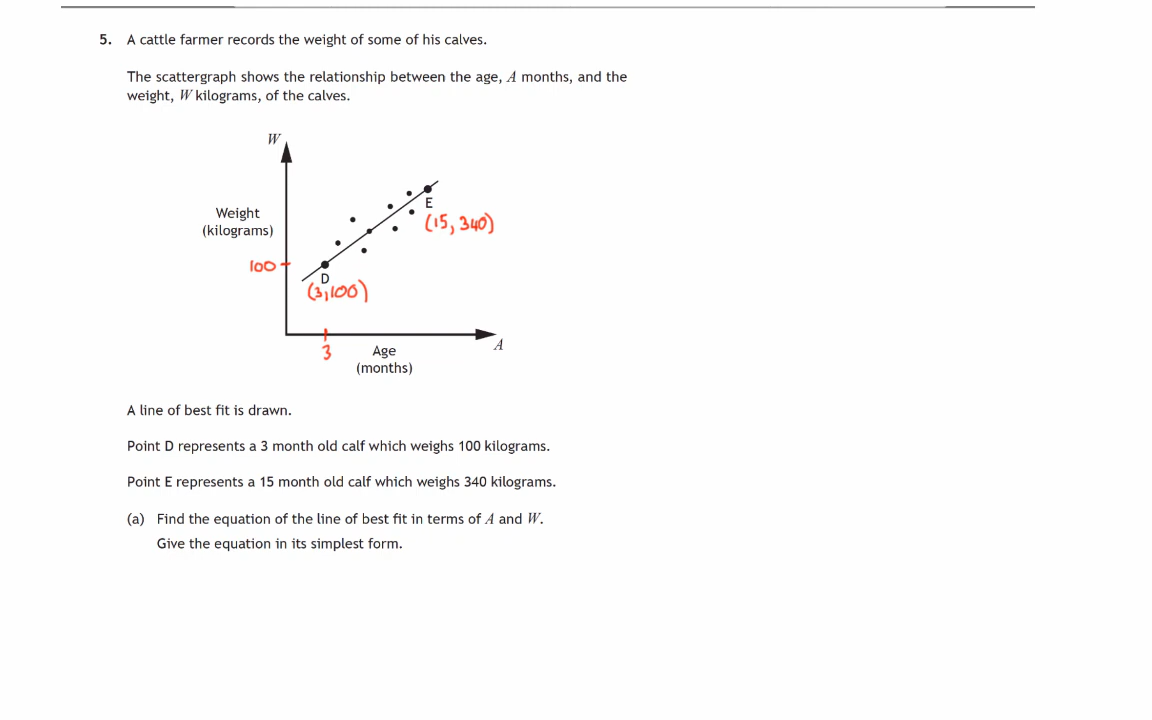 5. A cattle farmer records the weight of some of his calves.
The scattergraph shows the relationship between the age, A months, and the
weight, W kilograms, of the calves.
W
Weight
(kilograms)
E
(15, 340)
100
D
(3,100)
3
Age
(months)
A
A line of best fit is drawn.
Point D represents a 3 month old calf which weighs 100 kilograms.
Point E represents a 15 month old calf which weighs 340 kilograms.
(a) Find the equation of the line of best fit in terms of A and W.
Give the equation in its simplest form.